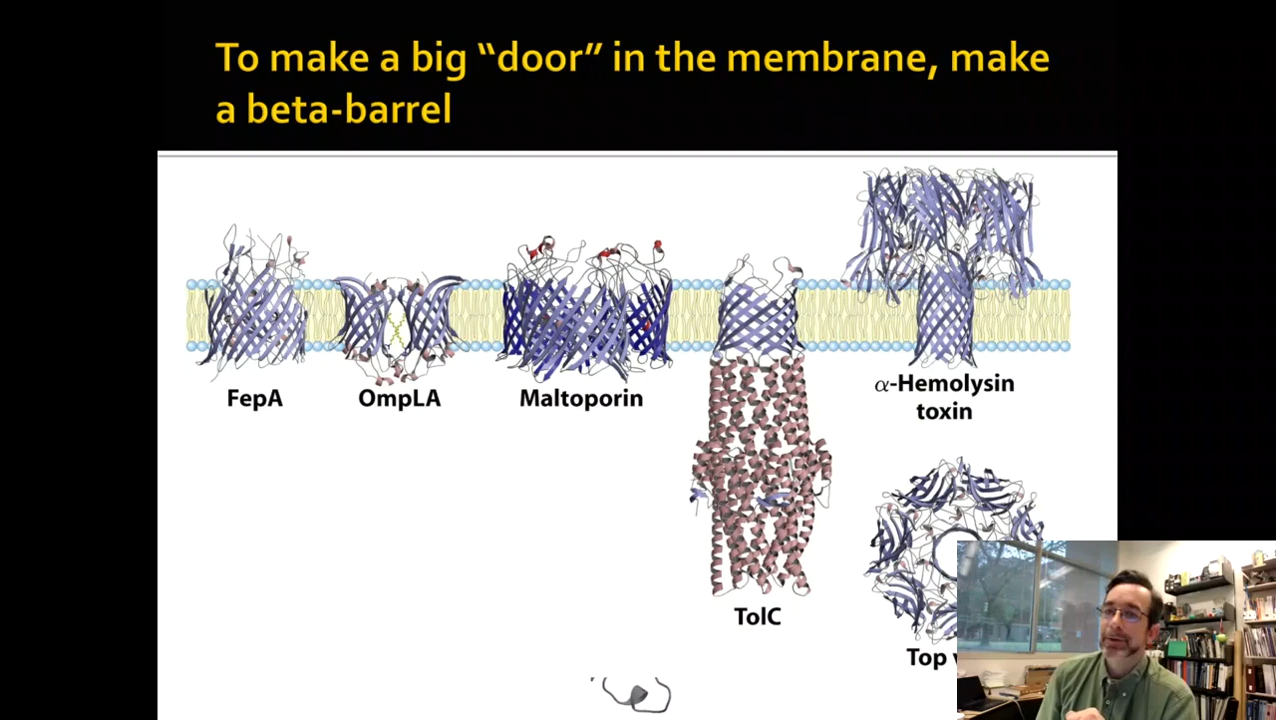 To make a big “door” in the membrane, make
a beta-barrel
FepA
OmpLA
Maltoporin
α-Hemolysin
toxin
TolC
Top